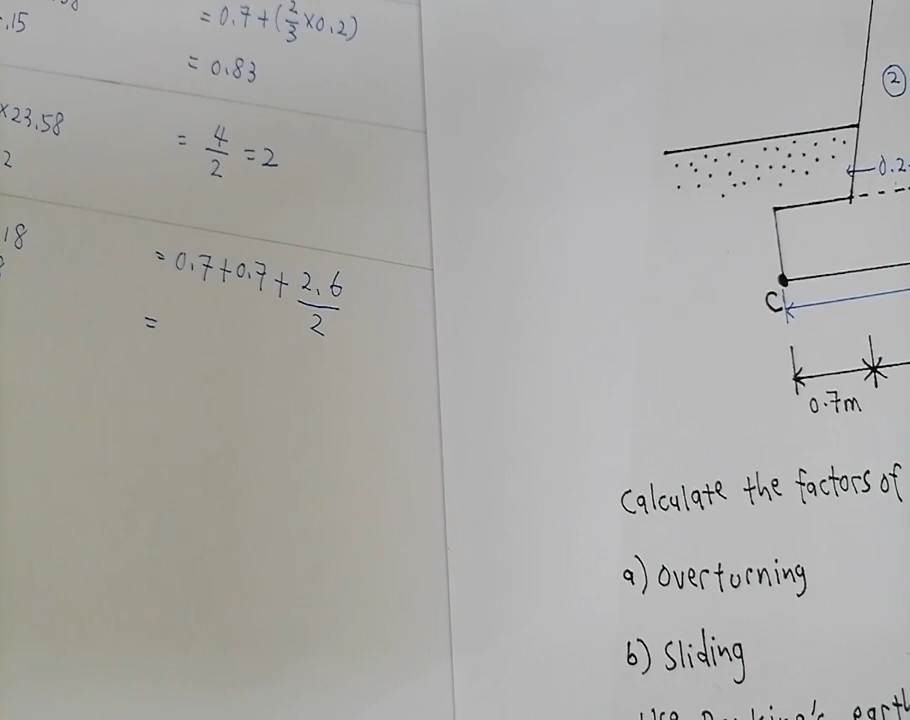 .15
= 0.7 + (2/3 × 0.2)
= 0.83
×23.58
2
= 4/2 = 2
.18
= 0.7 + 0.7 + 2.6/2
=
2
0.2
C
0.7m
Calculate the factors of
a) Overturning
b) Sliding